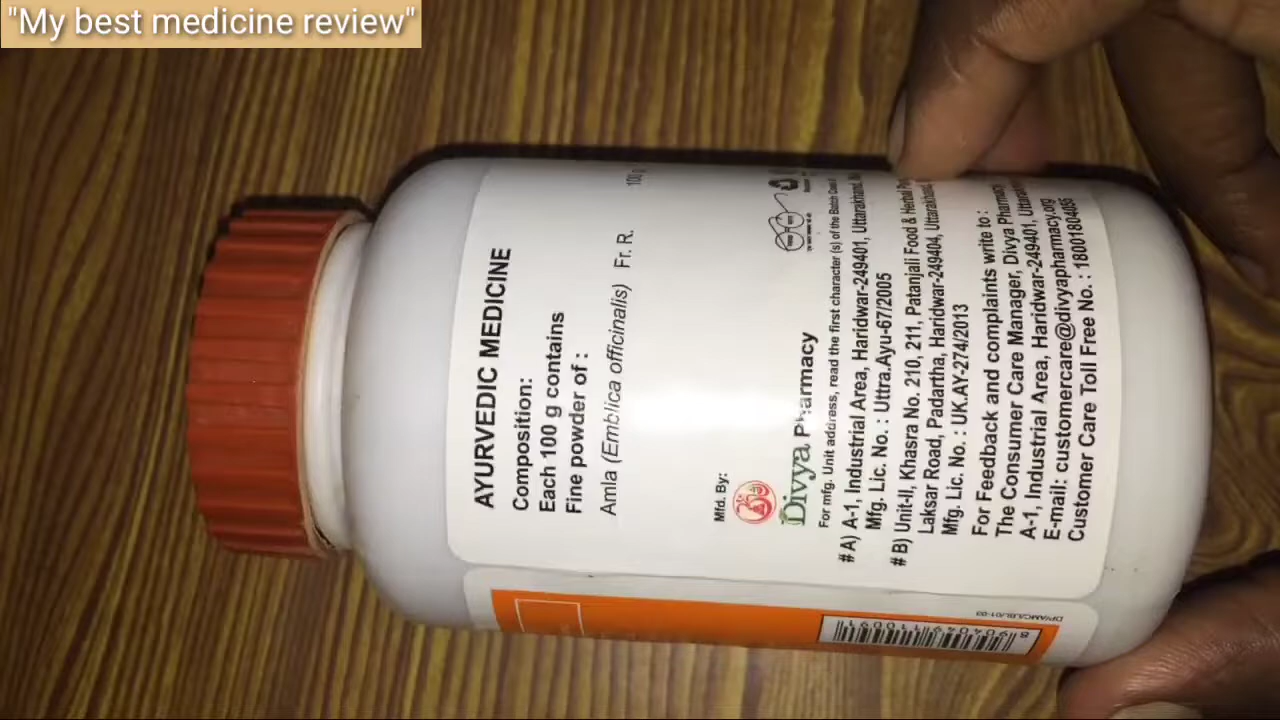 "My best medicine review"
AYURVEDIC MEDICINE
Composition:
Each 100 g contains
Fine powder of :
Amla (Emblica officinalis) Fr. R. 100 g
Mfd. By:
Divya Pharmacy
For mfg. Unit address, read the first character (s) of the Batch
# A) A-1, Industrial Area, Haridwar-249401, Uttarakhand,
Mfg. Lic. No. : Uttra.Ayu-67/2005
# B) Unit-II, Khasra No. 210, 211, Patanjali Food & Herbal
Laksar Road, Padartha, Haridwar-249404, Uttarakhand,
Mfg. Lic. No. : UK.AY-274/2013
For Feedback and complaints write to :
The Consumer Care Manager, Divya Pharmacy
A-1, Industrial Area, Haridwar-249401,
E-mail: customercare@divyapharmacy.org
Customer Care Toll Free No. : 18001804055